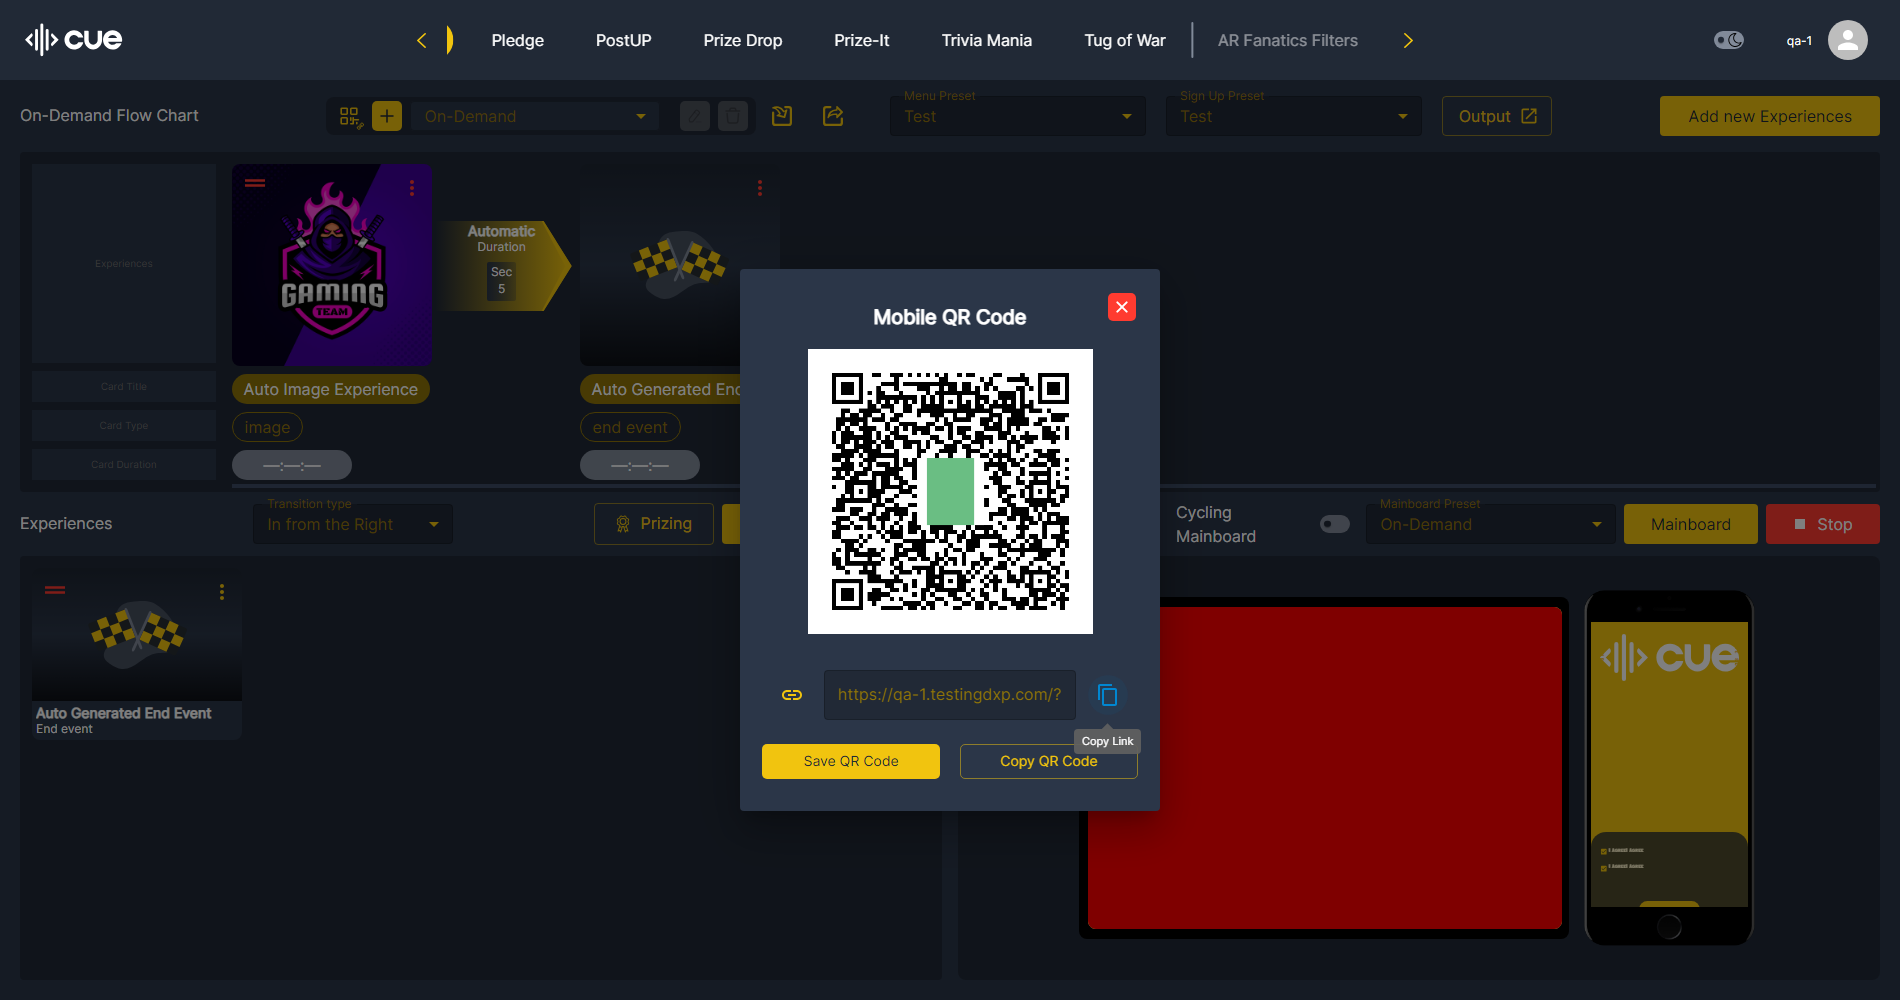 cue
Pledge
PostUP
Prize Drop
Prize-It
Trivia Mania
Tug of War
AR Fanatics Filters
qa-1
On-Demand Flow Chart
On-Demand
Menu Preset
Test
Sign Up Preset
Test
Output
Add new Experiences
Experiences
Card Title
Card Type
Card Duration
GAMING
TEAM
Auto Image Experience
image
—:—:—
Automatic
Duration
Sec
5
Auto Generated End
end event
—:—:—
Experiences
Transition type
In from the Right
Prizing
Auto Generated End Event
End event
Mobile QR Code
https://qa-1.testingdxp.com/?
Copy Link
Save QR Code
Copy QR Code
Cycling
Mainboard
Mainboard Preset
On-Demand
Mainboard
Stop
cue